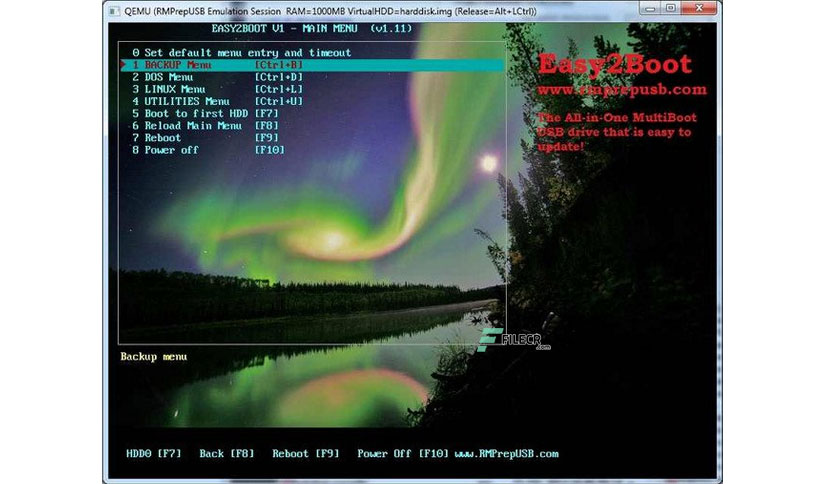 QEMU (RMPrepUSB Emulation Session RAM=1000MB VirtualHDD=harddisk.img (Release=Alt+LCtrl))
EASY2BOOT V1 - MAIN MENU (v1.11)
0 Set default menu entry and timeout
1 BACKUP Menu [Ctrl+B]
2 DOS Menu [Ctrl+D]
3 LINUX Menu [Ctrl+L]
4 UTILITIES Menu [Ctrl+U]
5 Boot to first HDD [F7]
6 Reload Main Menu [F8]
7 Reboot [F9]
8 Power off [F10]
Easy2Boot
www.rmprepusb.com
The All-in-One MultiBoot
USB drive that is easy to
update!
FILECR
.com
Backup menu
HDD0 [F7] Back [F8] Reboot [F9] Power Off [F10] www.RMPrepUSB.com